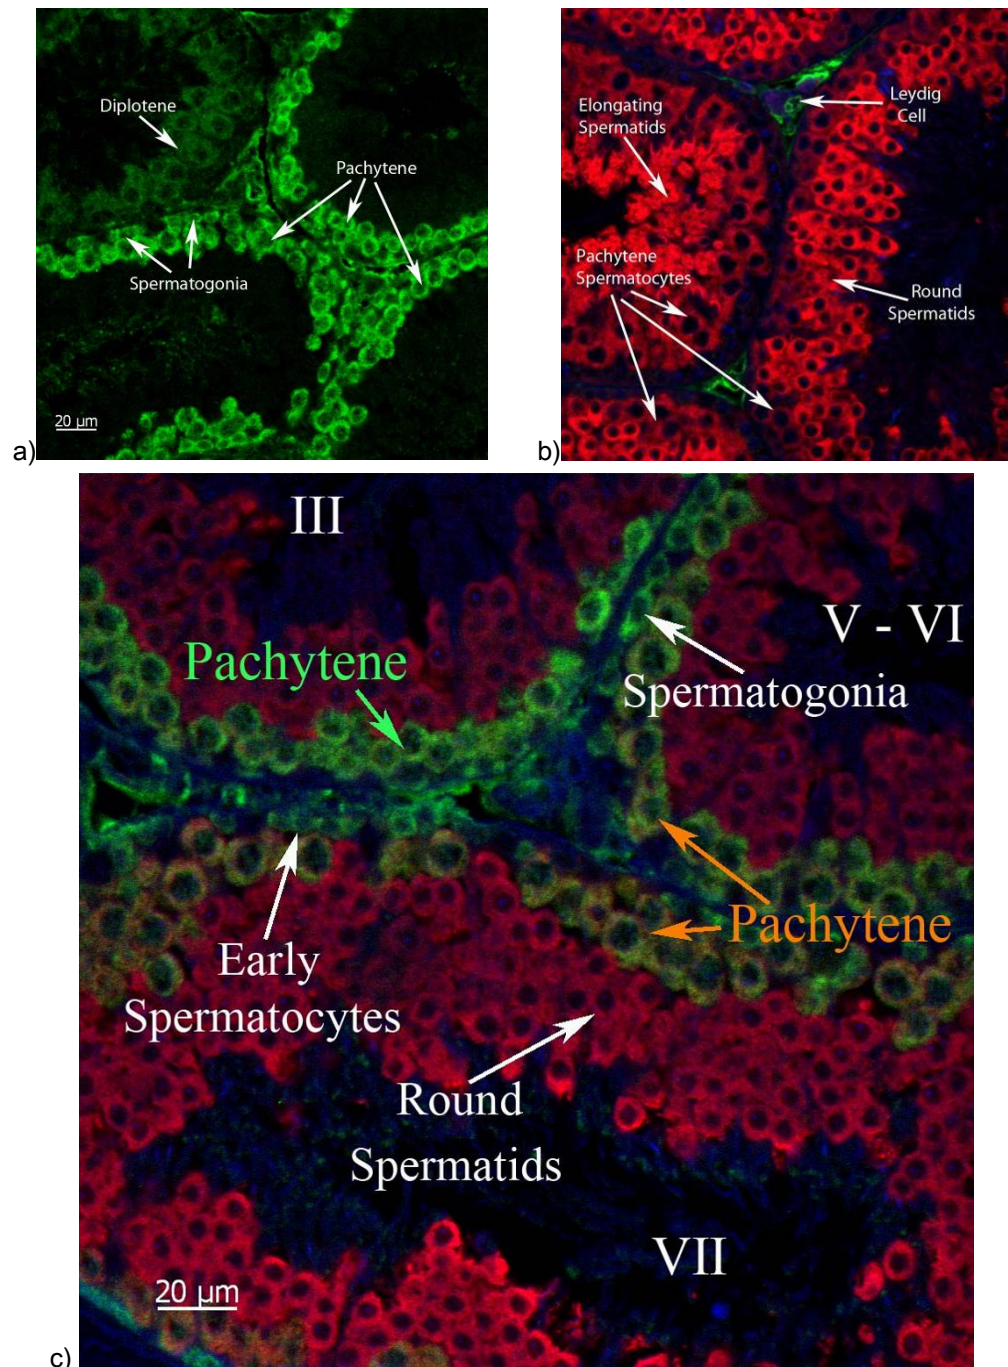 Diplotene
Pachytene
Spermatogonia
20 µm
a)
Elongating
Spermatids
Leydig
Cell
Pachytene
Spermatocytes
Round
Spermatids
b)
III
V - VI
Pachytene
Spermatogonia
Pachytene
Early
Spermatocytes
Round
Spermatids
VII
20 µm
c)